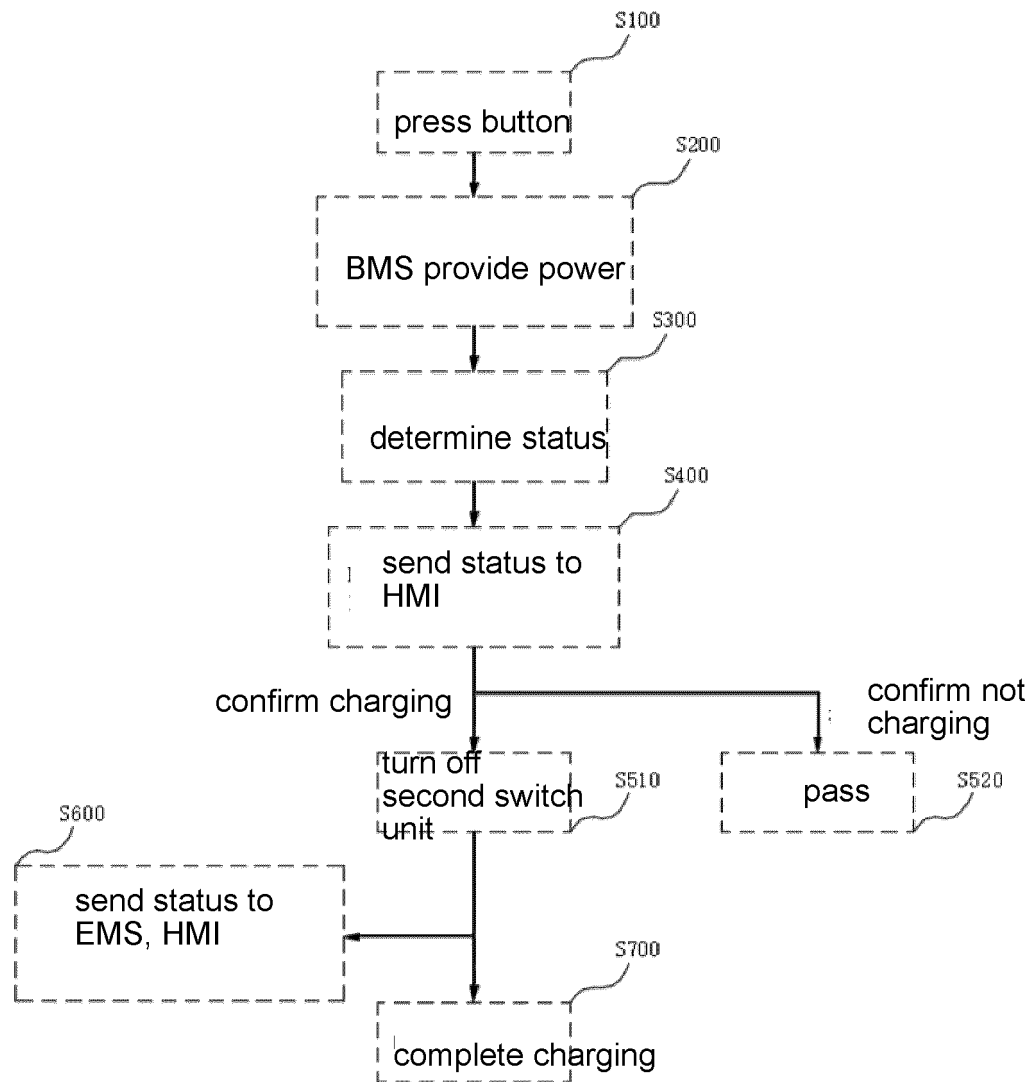 S100
press button
S200
BMS provide power
S300
determine status
S400
send status to
HMI
confirm charging
confirm not
charging
turn off
second switch
unit
S510
pass
S520
S600
send status to
EMS, HMI
S700
complete charging